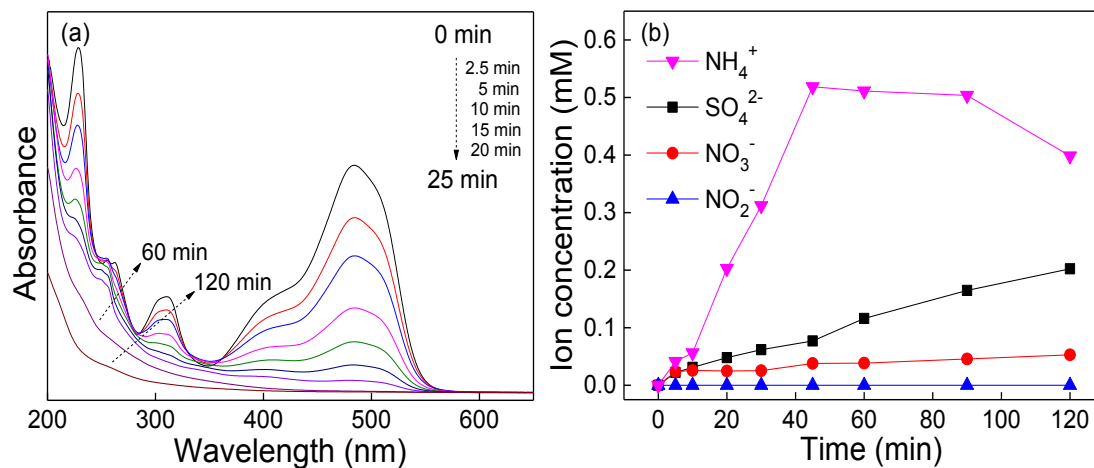 (a)
0 min
2.5 min
5 min
10 min
15 min
20 min
25 min
60 min
120 min
Absorbance
200 300 400 500 600
Wavelength (nm)
(b)
NH₄⁺
SO₄²⁻
NO₃⁻
NO₂⁻
Ion concentration (mM)
0.6
0.5
0.4
0.3
0.2
0.1
0.0
0 20 40 60 80 100 120
Time (min)